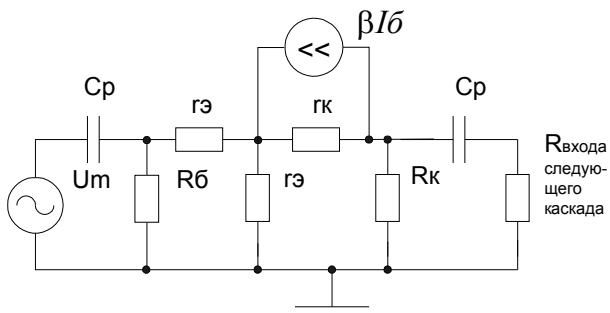 βIб
<<
Cp
rэ
rк
Cp
Um
Rб
rэ
Rк
Rвхода
следую-
щего
каскада